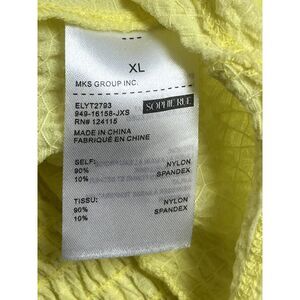 XL
MKS GROUP INC.
ELYT2793
949-16158-JXS
SOPHIE RUE
RN# 124115
MADE IN CHINA
FABRIQUÉ EN CHINE
SELF:
90% NYLON
10% SPANDEX
TISSU:
90% NYLON
10% SPANDEX